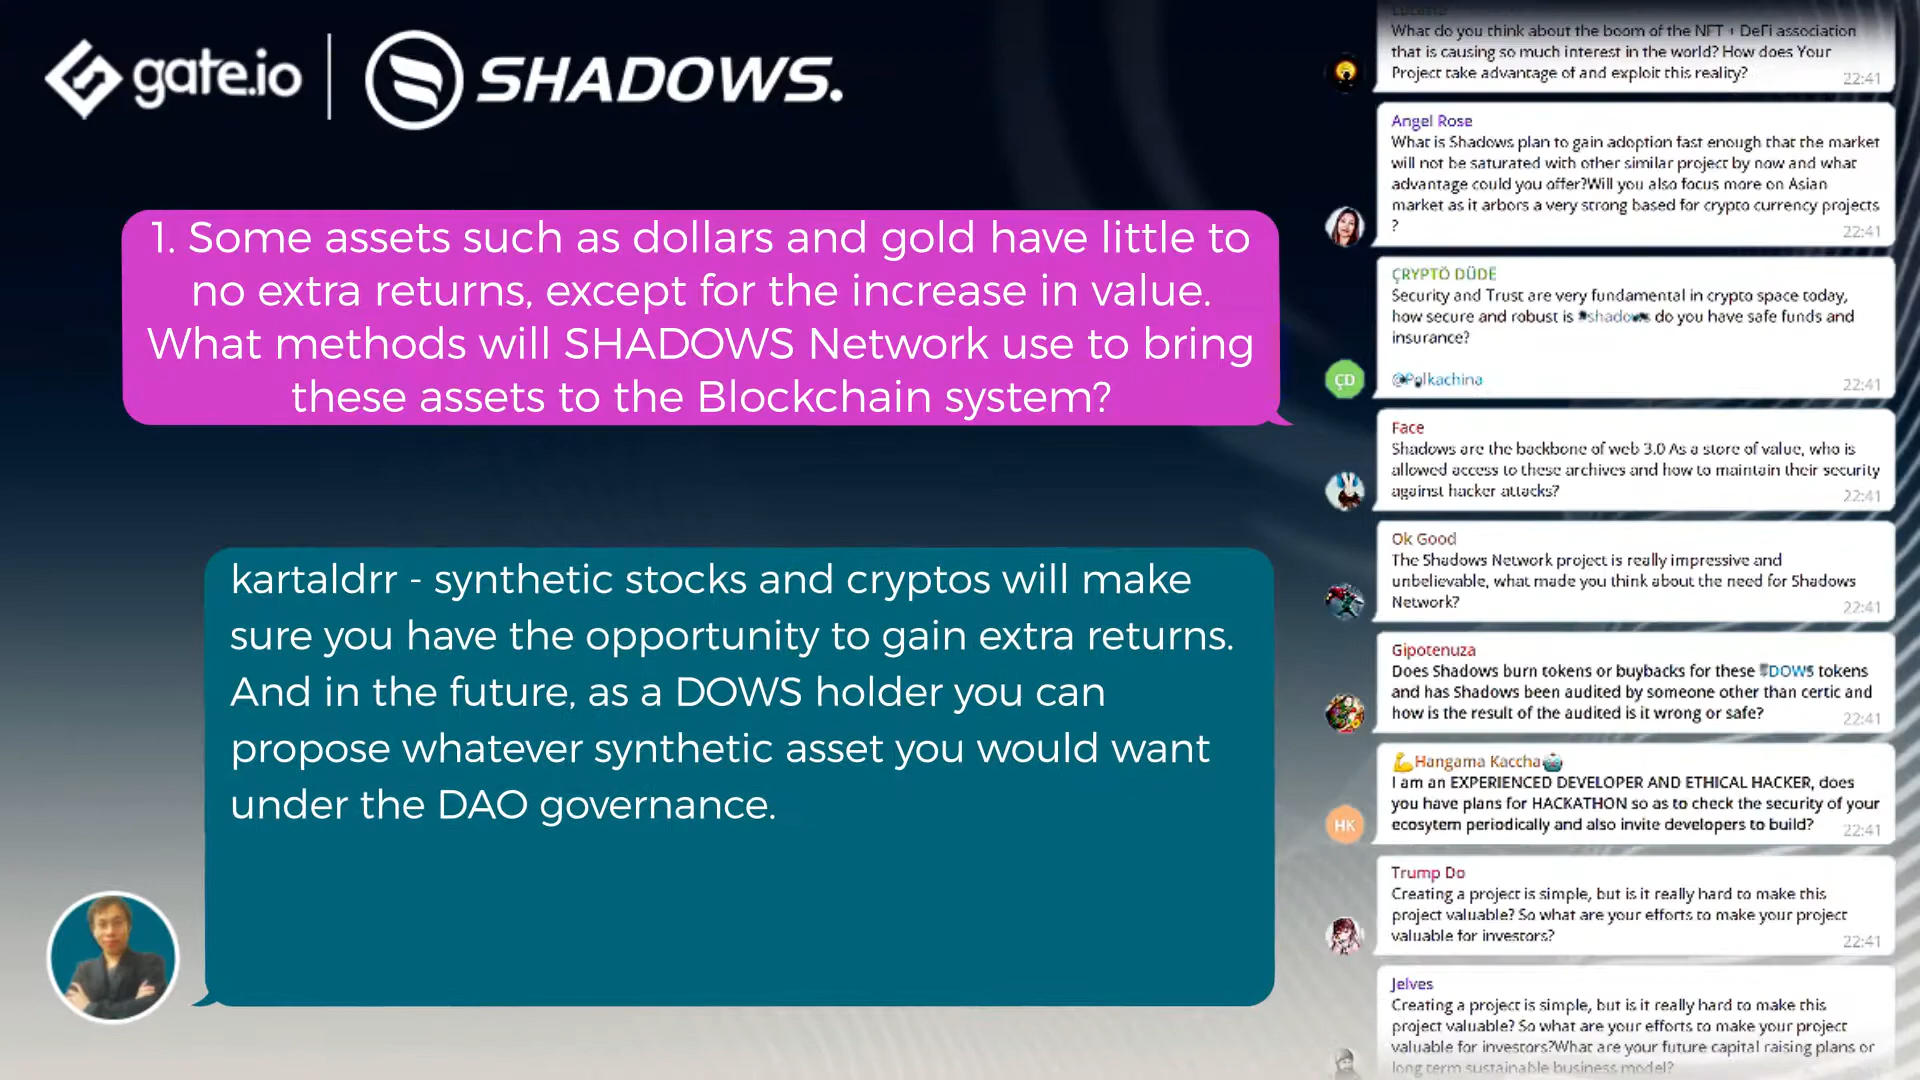 gate.io
SHADOWS.
1. Some assets such as dollars and gold have little to
no extra returns, except for the increase in value.
What methods will SHADOWS Network use to bring
these assets to the Blockchain system?
kartaldrr - synthetic stocks and cryptos will make
sure you have the opportunity to gain extra returns.
And in the future, as a DOWS holder you can
propose whatever synthetic asset you would want
under the DAO governance.
What do you think about the boom of the NFT + DeFi association
that is causing so much interest in the world? How does Your
Project take advantage of and exploit this reality?
22:41
Angel Rose
What is Shadows plan to gain adoption fast enough that the market
will not be saturated with other similar project by now and what
advantage could you offer?Will you also focus more on Asian
market as it arbors a very strong based for crypto currency projects
?
22:41
ÇRYPTÖ DÜDË
Security and Trust are very fundamental in crypto space today,
how secure and robust is #shadows do you have safe funds and
insurance?
@Polkachina
22:41
ÇD
Face
Shadows are the backbone of web 3.0 As a store of value, who is
allowed access to these archives and how to maintain their security
against hacker attacks?
22:41
Ok Good
The Shadows Network project is really impressive and
unbelievable, what made you think about the need for Shadows
Network?
22:41
Gipotenuza
Does Shadows burn tokens or buybacks for these $DOWS tokens
and has Shadows been audited by someone other than certic and
how is the result of the audited is it wrong or safe?
22:41
💪Hangama Kaccha🤖
I am an EXPERIENCED DEVELOPER AND ETHICAL HACKER, does
you have plans for HACKATHON so as to check the security of your
ecosytem periodically and also invite developers to build?
22:41
HK
Trump Do
Creating a project is simple, but is it really hard to make this
project valuable? So what are your efforts to make your project
valuable for investors?
22:41
Jelves
Creating a project is simple, but is it really hard to make this
project valuable? So what are your efforts to make your project
valuable for investors?What are your future capital raising plans or
long term sustainable business model?